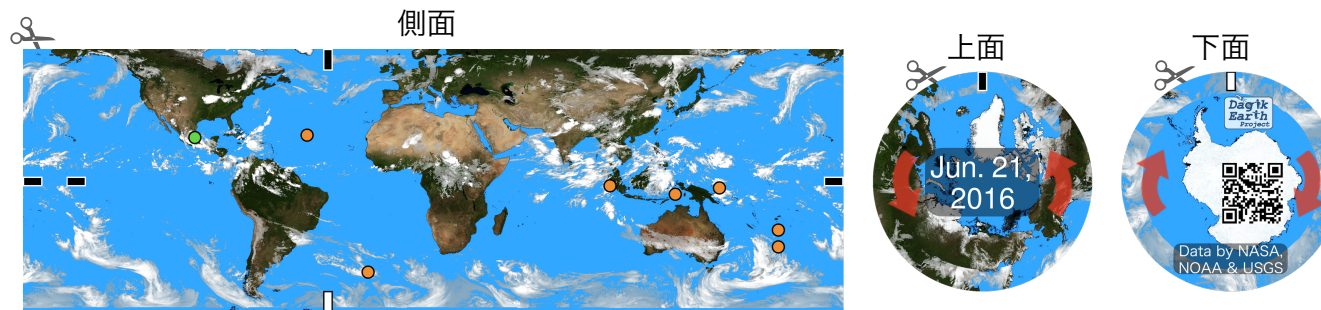 側面
上面
下面
Jun. 21,
2016
Dagik
Earth
Project
Data by NASA,
NOAA & USGS